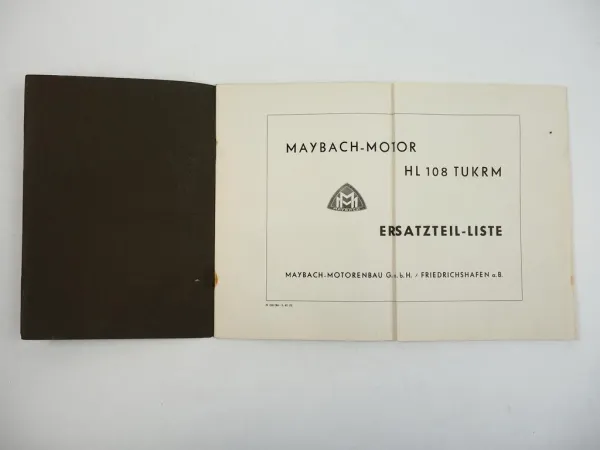 MAYBACH-MOTOR
HL 108 TUKRM
ERSATZTEIL-LISTE
MAYBACH-MOTORENBAU G.m.b.H. / FRIEDRICHSHAFEN a.B.